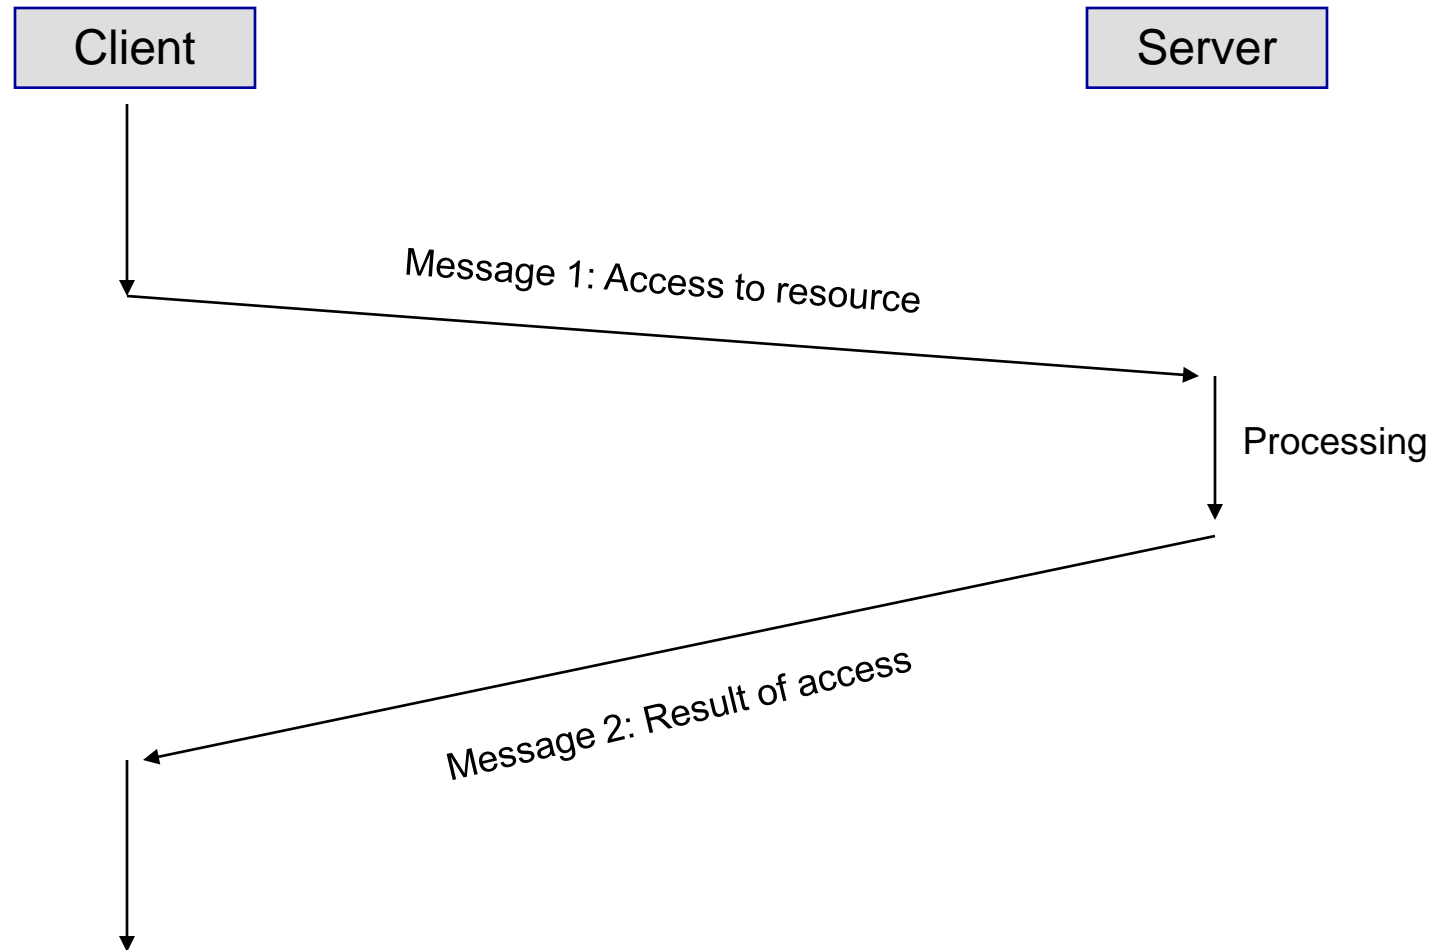 Client
Server
Message 1: Access to resource
Processing
Message 2: Result of access